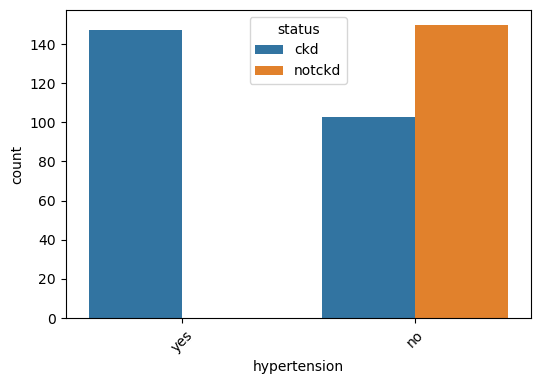 status
ckd
notckd
140
120
100
80
60
40
20
0
count
yes
no
hypertension